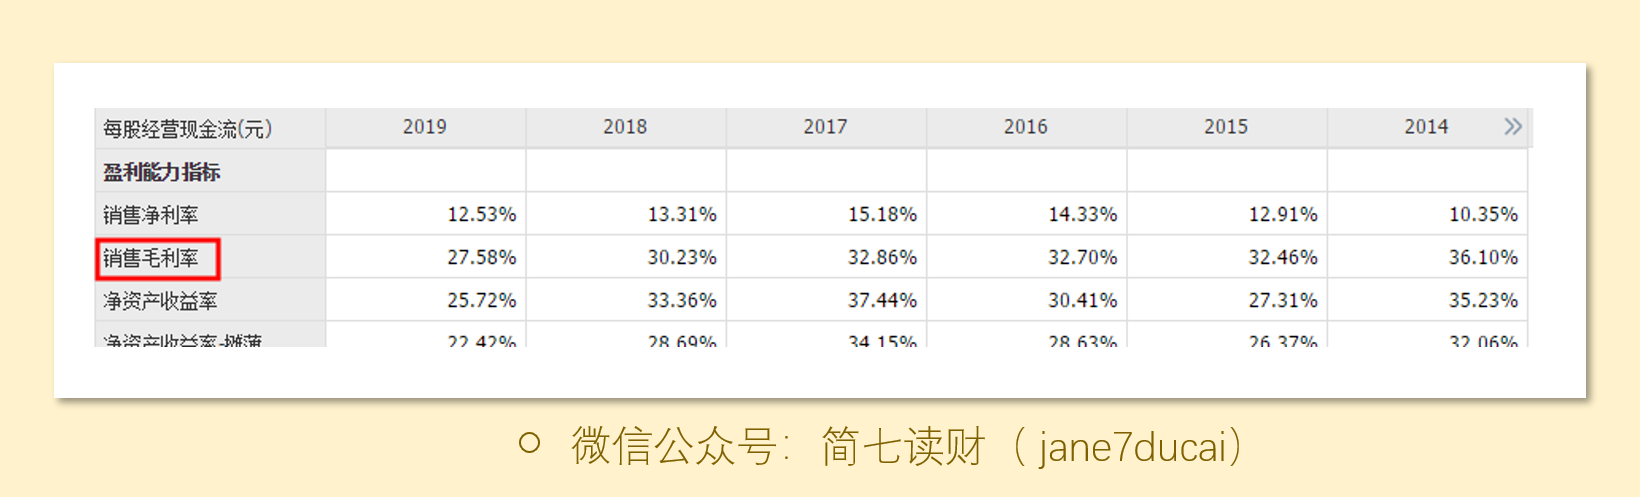 每股经营现金流(元) 2019 2018 2017 2016 2015 2014 »
盈利能力指标
销售净利率 12.53% 13.31% 15.18% 14.33% 12.91% 10.35%
销售毛利率 27.58% 30.23% 32.86% 32.70% 32.46% 36.10%
净资产收益率 25.72% 33.36% 37.44% 30.41% 27.31% 35.23%
净资产收益率-摊薄 22.42% 28.69% 34.15% 28.63% 26.37% 32.06%
微信公众号：简七读财（jane7ducai）